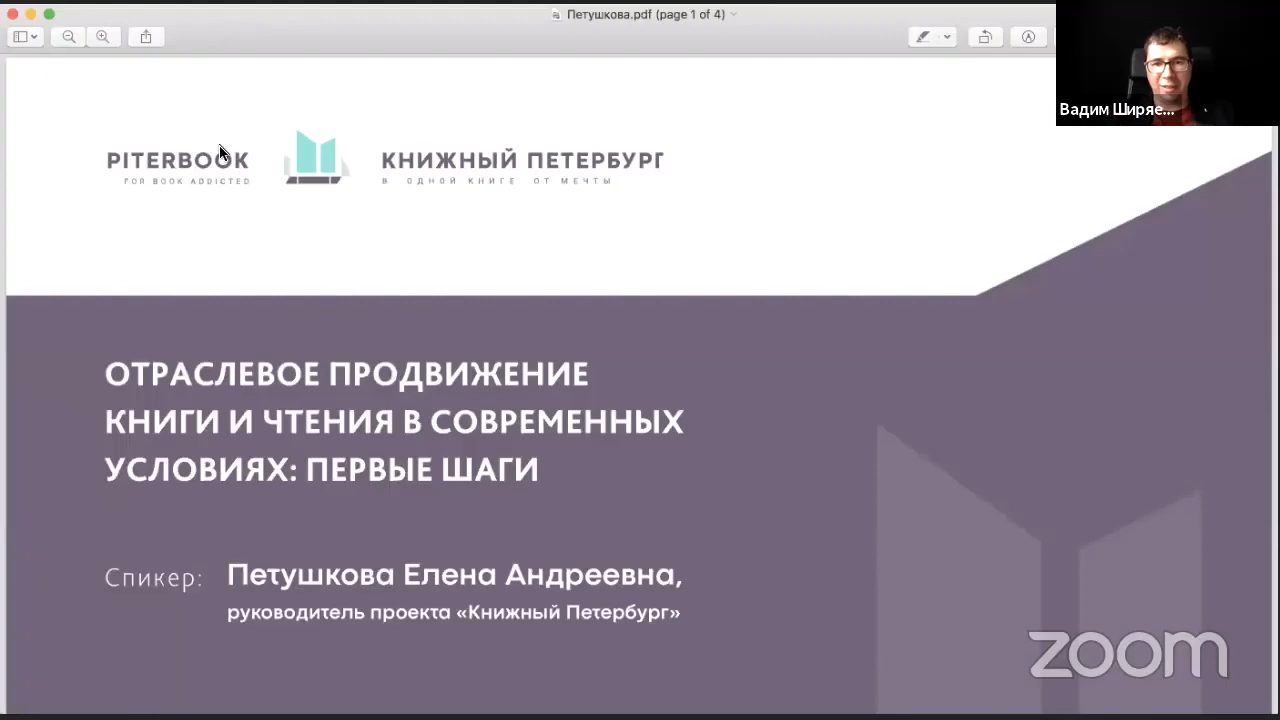 Петушкова.pdf (page 1 of 4)
Вадим Ширяе...
PITERBOOK
FOR BOOK ADDICTED
КНИЖНЫЙ ПЕТЕРБУРГ
В ОДНОЙ КНИГЕ ОТ МЕЧТЫ
ОТРАСЛЕВОЕ ПРОДВИЖЕНИЕ
КНИГИ И ЧТЕНИЯ В СОВРЕМЕННЫХ
УСЛОВИЯХ: ПЕРВЫЕ ШАГИ
Спикер: Петушкова Елена Андреевна,
руководитель проекта «Книжный Петербург»
zoom